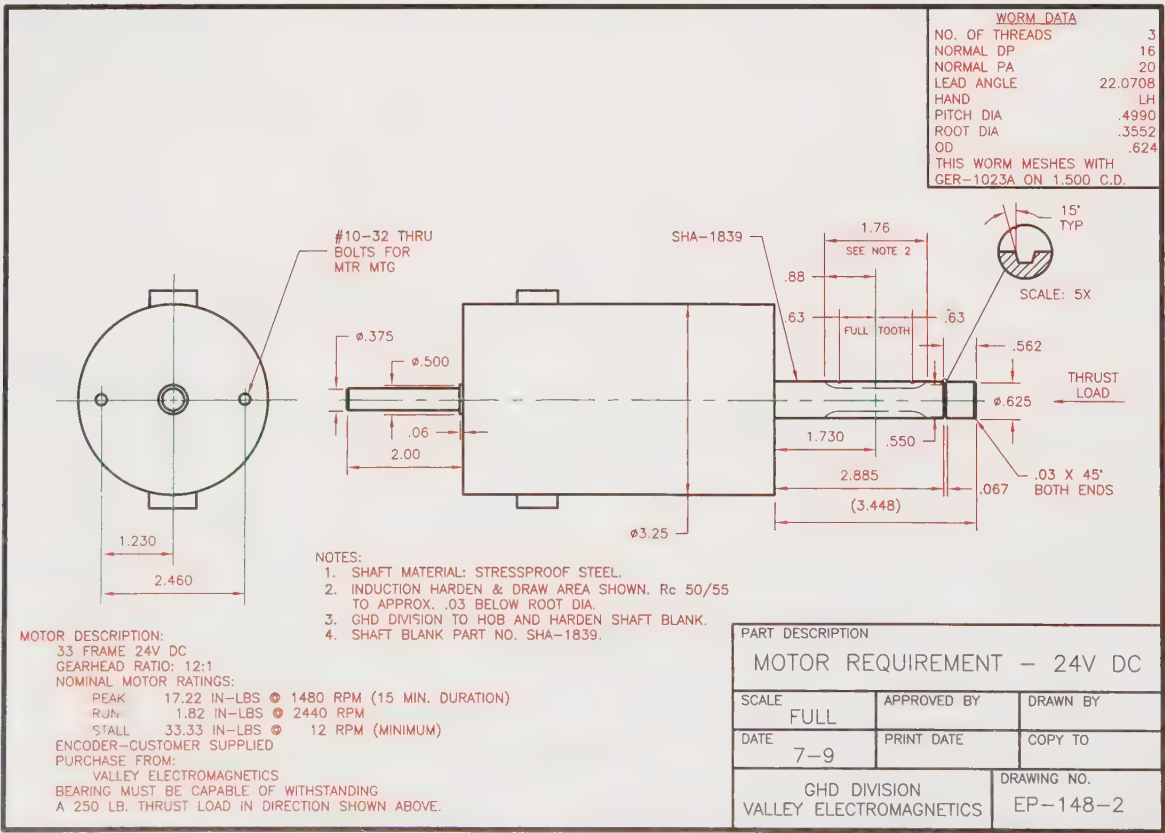 WORM DATA
NO. OF THREADS 3
NORMAL DP 16
NORMAL PA 20
LEAD ANGLE 22.0708
HAND LH
PITCH DIA .4990
ROOT DIA .3552
OD .624
THIS WORM MESHES WITH
GER-1023A ON 1.500 C.D.
#10-32 THRU
BOLTS FOR
MTR MTG
SHA-1839
1.76
SEE NOTE 2
15°
TYP
SCALE: 5X
.88
.63
FULL TOOTH
.63
.562
ø.375
ø.500
THRUST
LOAD
ø.625
.06
2.00
1.730
.550
2.885
.067
.03 X 45°
BOTH ENDS
(3.448)
ø3.25
1.230
2.460
NOTES:
1. SHAFT MATERIAL: STRESSPROOF STEEL.
2. INDUCTION HARDEN & DRAW AREA SHOWN. Rc 50/55
TO APPROX. .03 BELOW ROOT DIA.
3. GHD DIVISION TO HOB AND HARDEN SHAFT BLANK.
4. SHAFT BLANK PART NO. SHA-1839.
MOTOR DESCRIPTION:
33 FRAME 24V DC
GEARHEAD RATIO: 12:1
NOMINAL MOTOR RATINGS:
PEAK 17.22 IN-LBS @ 1480 RPM (15 MIN. DURATION)
RUN 1.82 IN-LBS @ 2440 RPM
STALL 33.33 IN-LBS @ 12 RPM (MINIMUM)
ENCODER-CUSTOMER SUPPLIED
PURCHASE FROM:
VALLEY ELECTROMAGNETICS
BEARING MUST BE CAPABLE OF WITHSTANDING
A 250 LB. THRUST LOAD IN DIRECTION SHOWN ABOVE.
PART DESCRIPTION
MOTOR REQUIREMENT - 24V DC
SCALE
FULL
APPROVED BY
DRAWN BY
DATE
7-9
PRINT DATE
COPY TO
GHD DIVISION
VALLEY ELECTROMAGNETICS
DRAWING NO.
EP-148-2